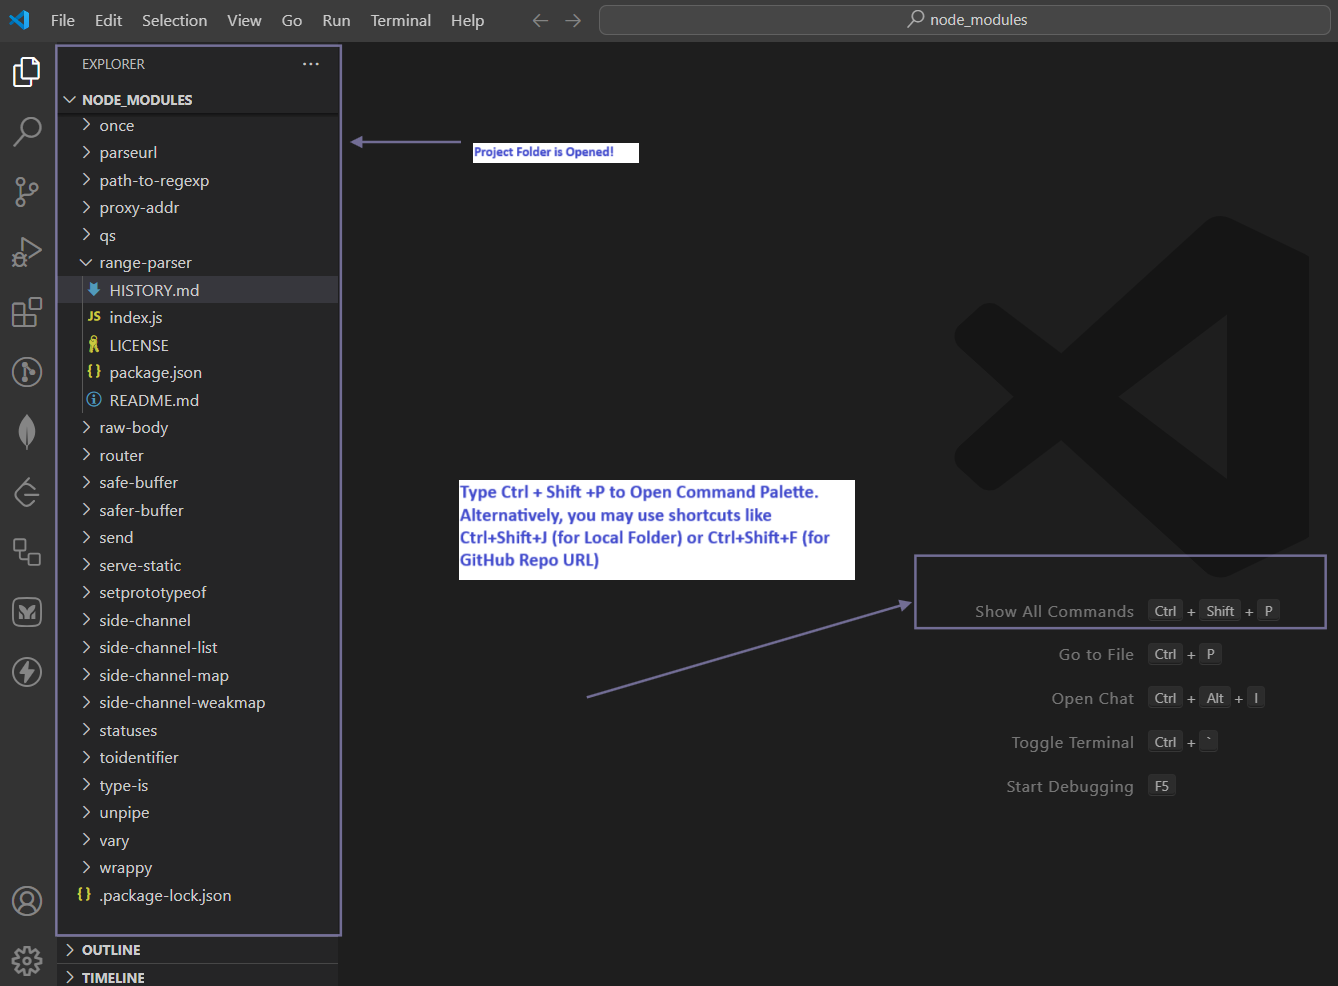 File Edit Selection View Go Run Terminal Help
node_modules
EXPLORER
NODE_MODULES
once
parseurl
path-to-regexp
proxy-addr
qs
range-parser
HISTORY.md
JS index.js
LICENSE
{} package.json
README.md
raw-body
router
safe-buffer
safer-buffer
send
serve-static
setprototypeof
side-channel
side-channel-list
side-channel-map
side-channel-weakmap
statuses
toidentifier
type-is
unpipe
vary
wrappy
{} .package-lock.json
OUTLINE
TIMELINE
Project Folder is Opened!
Type Ctrl + Shift +P to Open Command Palette.
Alternatively, you may use shortcuts like
Ctrl+Shift+J (for Local Folder) or Ctrl+Shift+F (for
GitHub Repo URL)
Show All Commands Ctrl + Shift + P
Go to File Ctrl + P
Open Chat Ctrl + Alt + I
Toggle Terminal Ctrl + `
Start Debugging F5